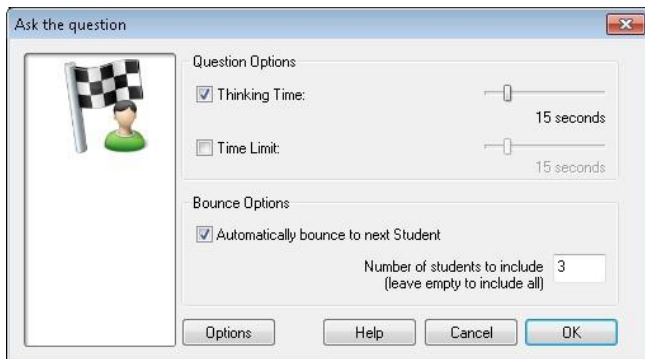 Ask the question
Question Options
Thinking Time:
15 seconds
Time Limit:
15 seconds
Bounce Options
Automatically bounce to next Student
Number of students to include 3
(leave empty to include all)
Options Help Cancel OK